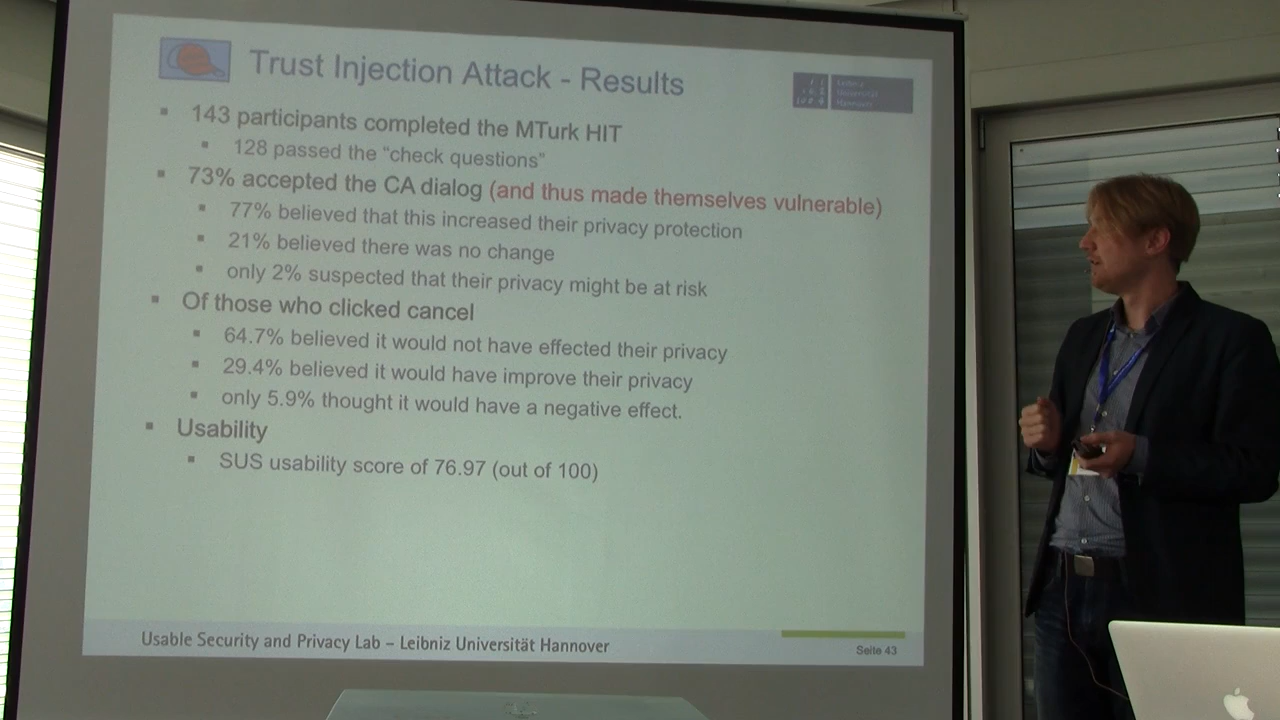 Trust Injection Attack - Results
Leibniz
Universität
Hannover
143 participants completed the MTurk HIT
128 passed the “check questions”
73% accepted the CA dialog (and thus made themselves vulnerable)
77% believed that this increased their privacy protection
21% believed there was no change
only 2% suspected that their privacy might be at risk
Of those who clicked cancel
64.7% believed it would not have effected their privacy
29.4% believed it would have improve their privacy
only 5.9% thought it would have a negative effect.
Usability
SUS usability score of 76.97 (out of 100)
Usable Security and Privacy Lab – Leibniz Universität Hannover
Seite 43